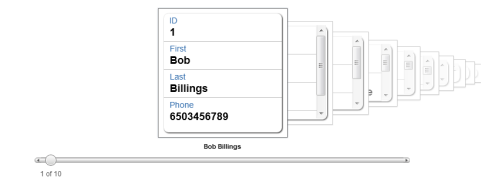 ID
1
First
Bob
Last
Billings
Phone
6503456789
Bob Billings
1 of 10